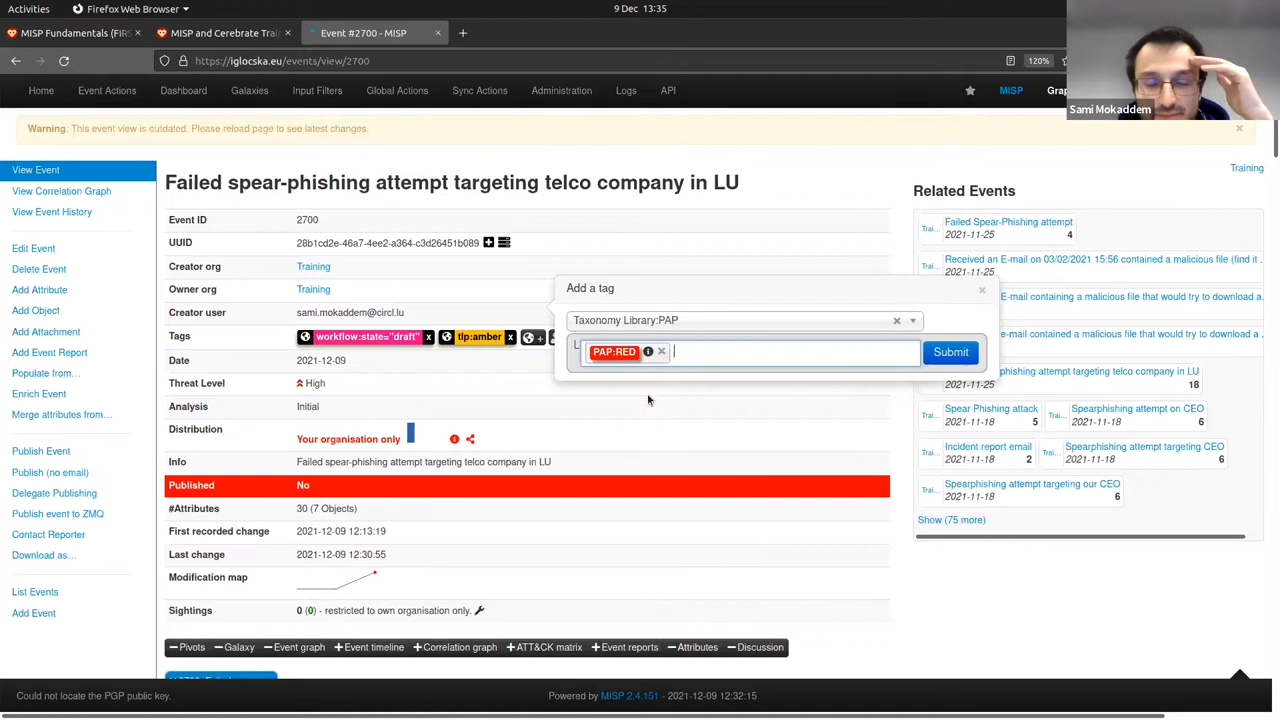 Activities
Firefox Web Browser
9 Dec 13:35
MISP Fundamentals (FIRS
MISP and Cerebrate Trai
Event #2700 - MISP
https://iglocska.eu/events/view/2700
120%
Home
Event Actions
Dashboard
Galaxies
Input Filters
Global Actions
Sync Actions
Administration
Logs
API
MISP
Sami Mokaddem
Warning: This event view is outdated. Please reload page to see latest changes.
View Event
View Correlation Graph
View Event History
Edit Event
Delete Event
Add Attribute
Add Object
Add Attachment
Populate from...
Enrich Event
Merge attributes from...
Publish Event
Publish (no email)
Delegate Publishing
Publish event to ZMQ
Contact Reporter
Download as...
List Events
Add Event
Training
Failed spear-phishing attempt targeting telco company in LU
Event ID 2700
UUID 28b1cd2e-46a7-4ee2-a364-c3d26451b089
Creator org Training
Owner org Training
Creator user sami.mokaddem@circl.lu
Tags workflow:state="draft" x tlp:amber x
Date 2021-12-09
Threat Level High
Analysis Initial
Distribution Your organisation only
Info Failed spear-phishing attempt targeting telco company in LU
Published No
#Attributes 30 (7 Objects)
First recorded change 2021-12-09 12:13:19
Last change 2021-12-09 12:30:55
Modification map
Sightings 0 (0) - restricted to own organisation only.
Pivots
Galaxy
Event graph
Event timeline
Correlation graph
ATT&CK matrix
Event reports
Attributes
Discussion
Add a tag
Taxonomy Library:PAP
PAP:RED
Submit
Related Events
Trai... Failed Spear-Phishing attempt
2021-11-25 4
Trai... Received an E-mail on 03/02/2021 15:56 contained a malicious file (find it .
2021-11-25
E-mail containing a malicious file that would try to download a
E-mail containing a malicious file that would try to download a
phishing attempt targeting telco company in LU
2021-11-25 18
Trai... Spear Phishing attack
2021-11-18 5
Trai... Spearphishing attempt on CEO
2021-11-18 6
Trai... Incident report email
2021-11-18 2
Trai... Spearphishing attempt targeting CEO
2021-11-18 6
Trai... Spearphishing attempt targeting our CEO
2021-11-18 6
Show (75 more)
Could not locate the PGP public key.
Powered by MISP 2.4.151 - 2021-12-09 12:32:15